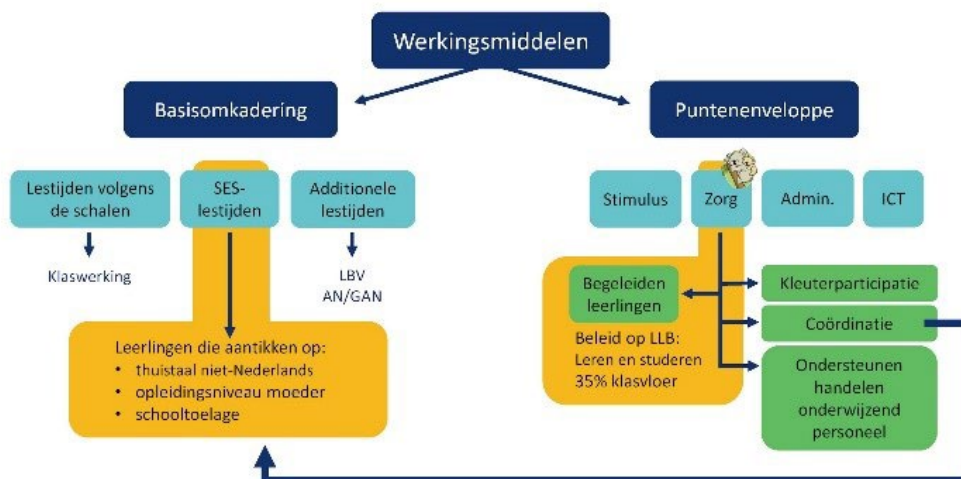 Werkingsmiddelen
Basisomkadering
Puntenenveloppe
Lestijden volgens
de schalen
SES-
lestijden
Additionele
lestijden
Stimulus
Zorg
Admin.
ICT
Klaswerking
LBV
AN/GAN
Leerlingen die aantikken op:
• thuistaal niet-Nederlands
• opleidingsniveau moeder
• schooltoelage
Begeleiden
leerlingen
Beleid op LLB:
Leren en studeren
35% klasvloer
Kleuterparticipatie
Coördinatie
Ondersteunen
handelen
onderwijzend
personeel